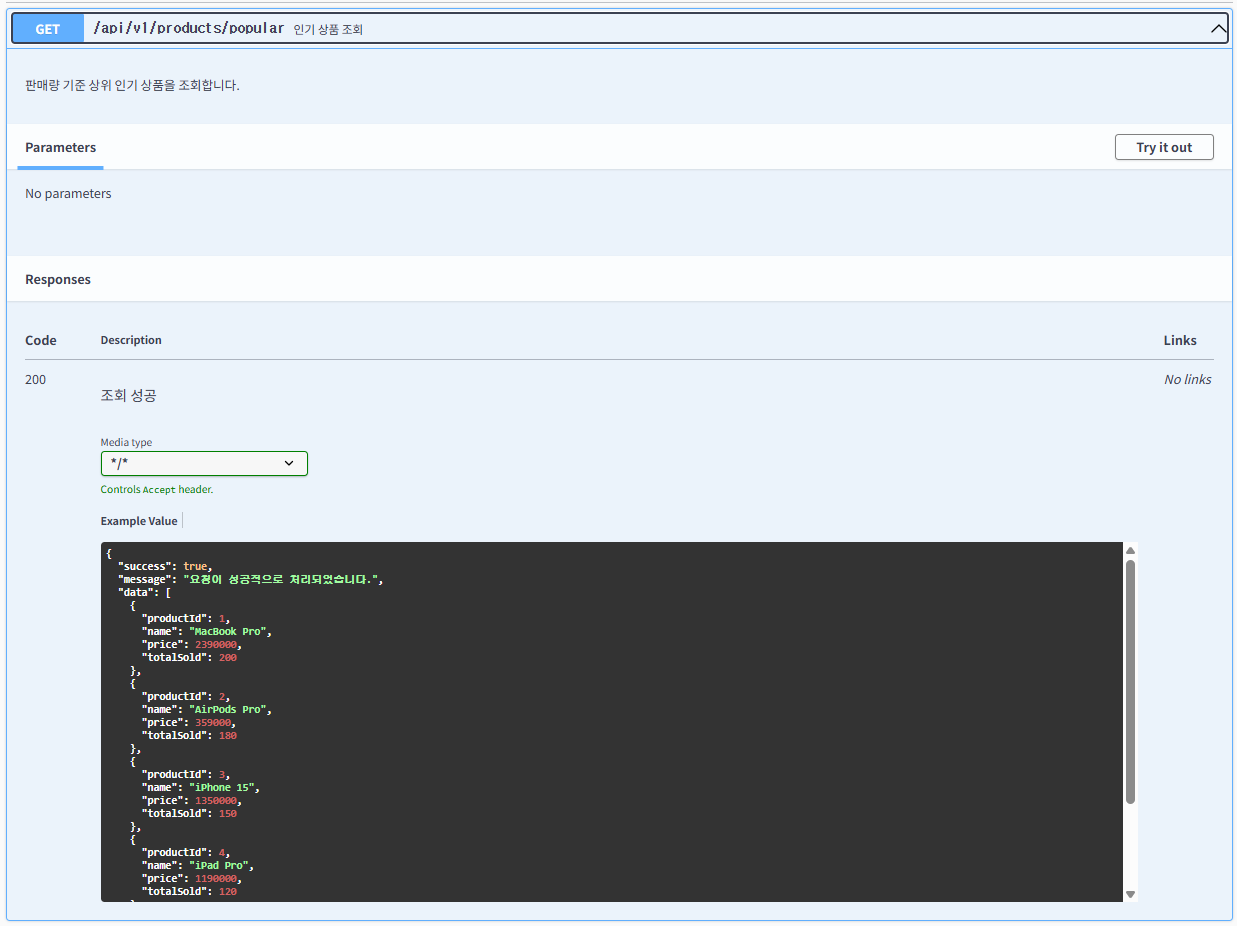 GET /api/v1/products/popular 인기 상품 조회
판매량 기준 상위 인기 상품을 조회합니다.
Parameters
Try it out
No parameters
Responses
Code Description Links
200 조회 성공 No links
Media type
*/*
Controls Accept header.
Example Value
{
"success": true,
"message": "요청이 성공적으로 처리되었습니다.",
"data": [
{
"productId": 1,
"name": "MacBook Pro",
"price": 2390000,
"totalSold": 200
},
{
"productId": 2,
"name": "AirPods Pro",
"price": 359000,
"totalSold": 180
},
{
"productId": 3,
"name": "iPhone 15",
"price": 1350000,
"totalSold": 150
},
{
"productId": 4,
"name": "iPad Pro",
"price": 1190000,
"totalSold": 120